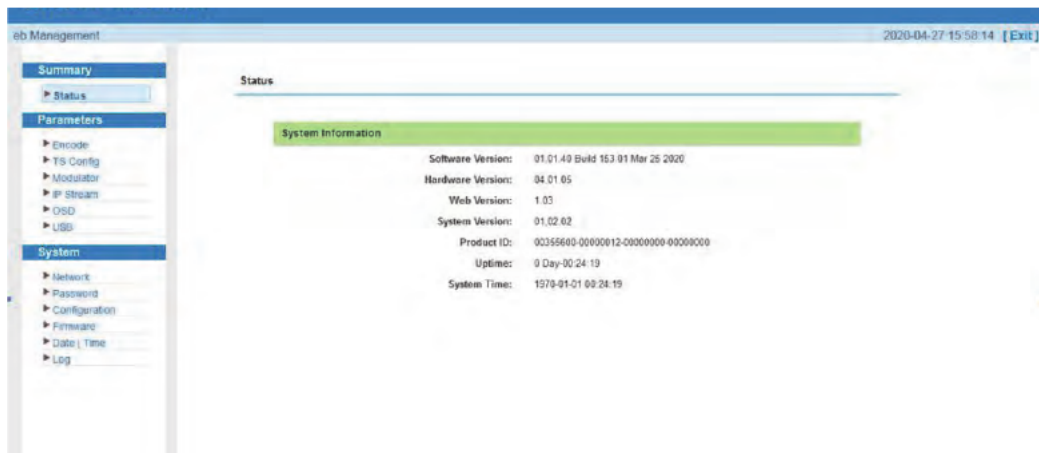 eb Management
2020-04-27 15:58:14 [Exit]
Summary
Status
Parameters
Encode
TS Config
Modulator
IP Stream
OSD
USB
System
Network
Password
Configuration
Firmware
Date | Time
Log
Status
System Information
Software Version: 01.01.40 Build 153.01 Mar 25 2020
Hardware Version: 04.01.05
Web Version: 1.03
System Version: 01.02.02
Product ID: 00355600-00000012-00000000-00000000
Uptime: 0 Day-00:24:19
System Time: 1970-01-01 00:24:19